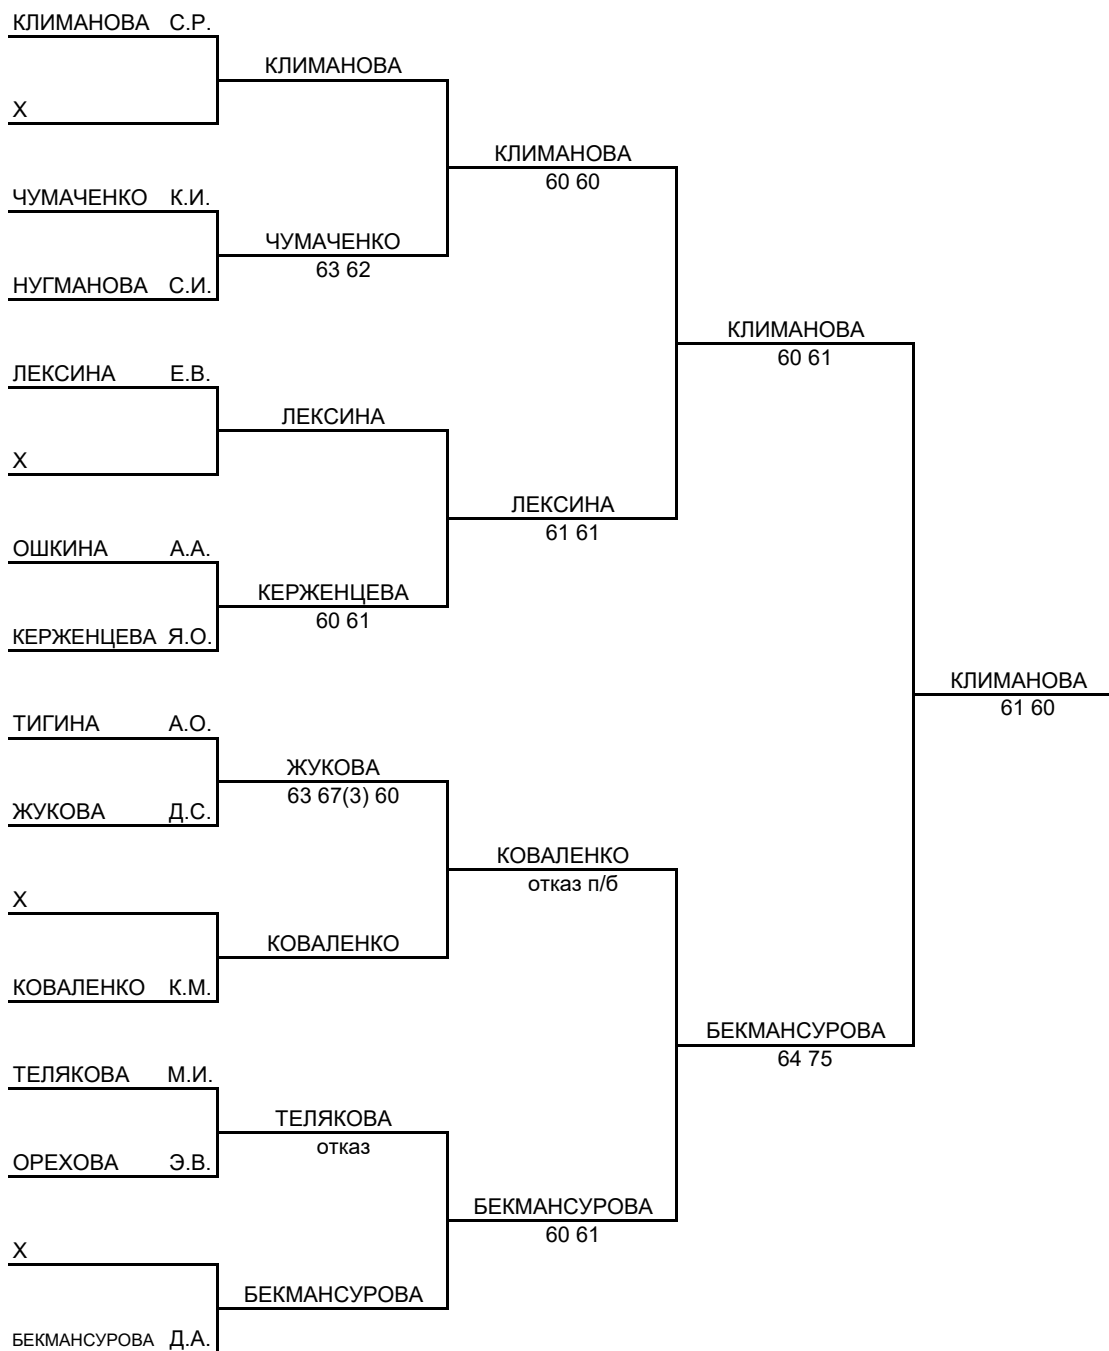 КЛИМАНОВА С.Р.
КЛИМАНОВА
Х
КЛИМАНОВА
60 60
ЧУМАЧЕНКО К.И.
ЧУМАЧЕНКО
63 62
НУГМАНОВА С.И.
КЛИМАНОВА
60 61
ЛЕКСИНА Е.В.
ЛЕКСИНА
Х
ЛЕКСИНА
61 61
ОШКИНА А.А.
КЕРЖЕНЦЕВА
60 61
КЕРЖЕНЦЕВА Я.О.
КЛИМАНОВА
61 60
ТИГИНА А.О.
ЖУКОВА
63 67(3) 60
ЖУКОВА Д.С.
КОВАЛЕНКО
отказ п/б
Х
КОВАЛЕНКО
КОВАЛЕНКО К.М.
БЕКМАНСУРОВА
64 75
ТЕЛЯКОВА М.И.
ТЕЛЯКОВА
отказ
ОРЕХОВА Э.В.
БЕКМАНСУРОВА
60 61
Х
БЕКМАНСУРОВА
БЕКМАНСУРОВА Д.А.